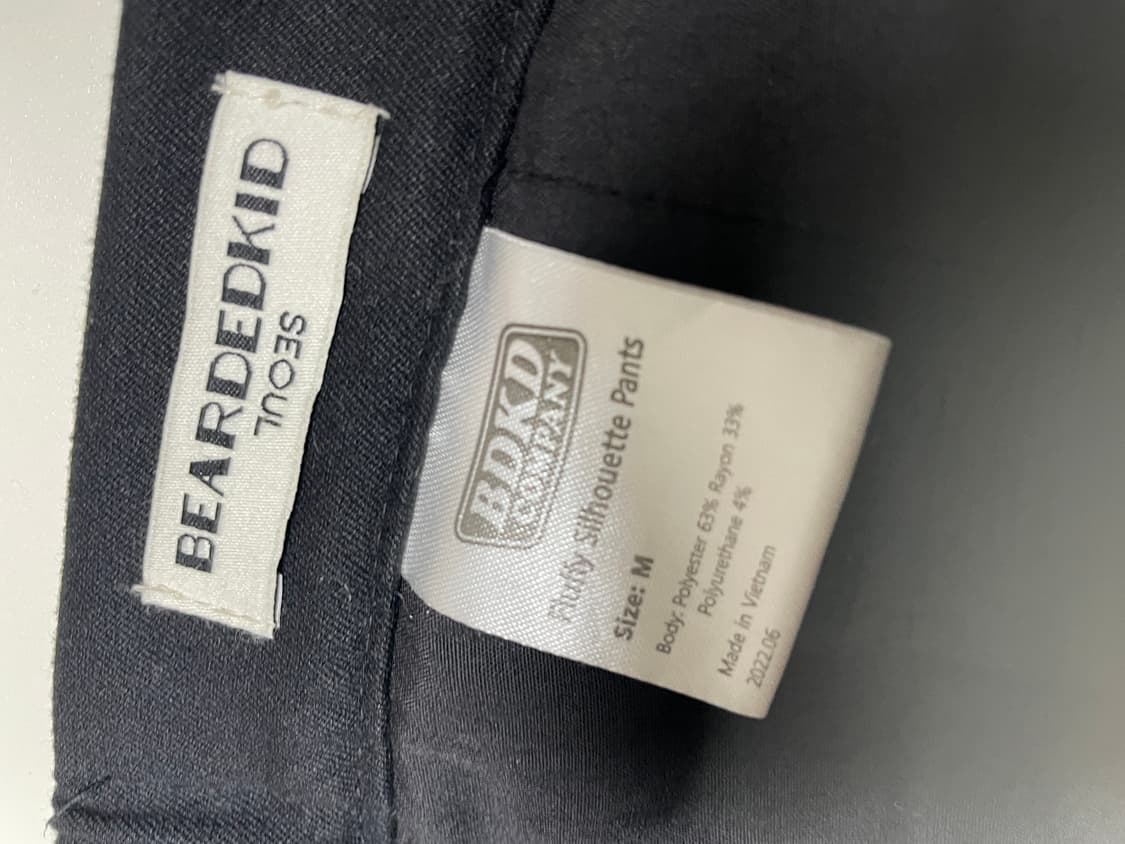 BEARDEDKID
SEOUL
BDKD
COMPANY
Fluffy Silhouette Pants
Size: M
Body: Polyester 63% Rayon 33%
Polyurethane 4%
Made in Vietnam
2022.06